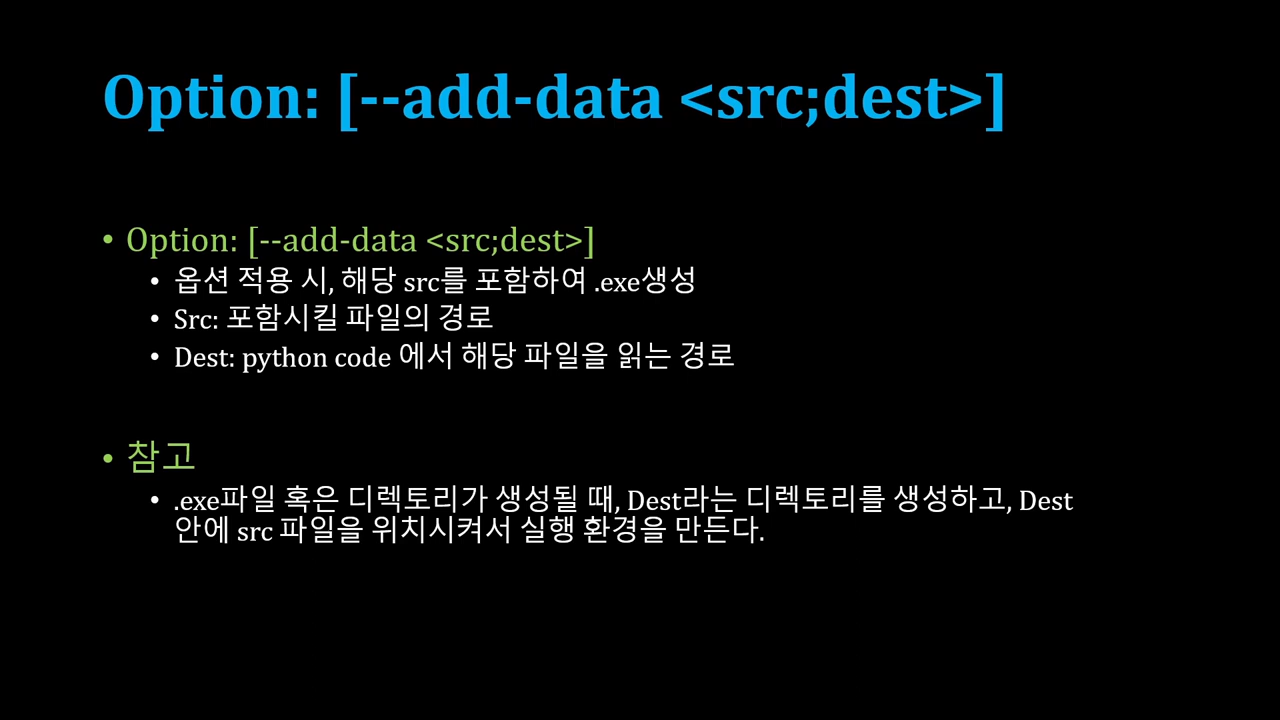 Option: [--add-data <src;dest>]
• Option: [--add-data <src;dest>]
• 옵션 적용 시, 해당 src를 포함하여 .exe생성
• Src: 포함시킬 파일의 경로
• Dest: python code 에서 해당 파일을 읽는 경로
• 참고
• .exe파일 혹은 디렉토리가 생성될 때, Dest라는 디렉토리를 생성하고, Dest
안에 src 파일을 위치시켜서 실행 환경을 만든다.